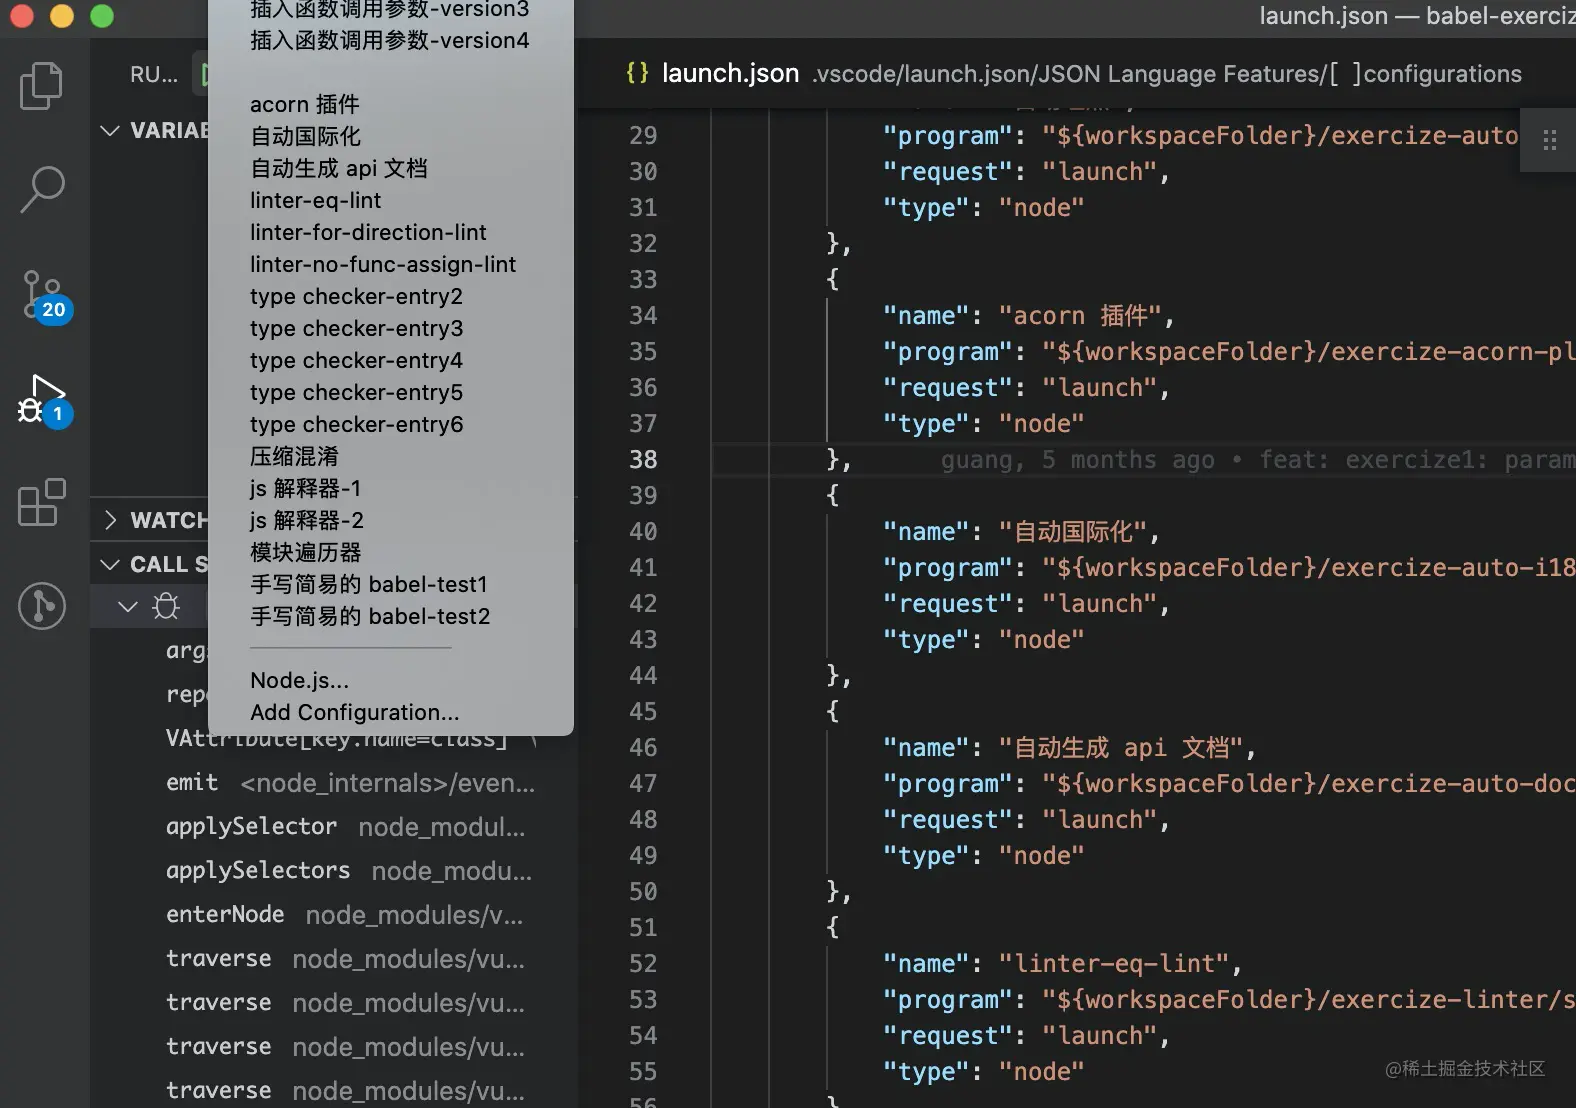 launch.json — babel-exerciz
插入函数调用参数-version3
插入函数调用参数-version4
acorn 插件
自动国际化
自动生成 api 文档
linter-eq-lint
linter-for-direction-lint
linter-no-func-assign-lint
type checker-entry2
type checker-entry3
type checker-entry4
type checker-entry5
type checker-entry6
压缩混淆
js 解释器-1
js 解释器-2
模块遍历器
手写简易的 babel-test1
手写简易的 babel-test2
Node.js...
Add Configuration...
RU...
VARIAB
20
1
WATCH
CALL S
arg
repo
VAttribute[key.name=class]
emit <node_internals>/even...
applySelector node_modul...
applySelectors node_modu...
enterNode node_modules/v...
traverse node_modules/vu...
traverse node_modules/vu...
traverse node_modules/vu...
traverse node_modules/vu...
{} launch.json .vscode/launch.json/JSON Language Features/[ ]configurations
29 "program": "${workspaceFolder}/exercize-auto
30 "request": "launch",
31 "type": "node"
32 },
33 {
34 "name": "acorn 插件",
35 "program": "${workspaceFolder}/exercize-acorn-pl
36 "request": "launch",
37 "type": "node"
38 }, guang, 5 months ago • feat: exercize1: param
39 {
40 "name": "自动国际化",
41 "program": "${workspaceFolder}/exercize-auto-i18
42 "request": "launch",
43 "type": "node"
44 },
45 {
46 "name": "自动生成 api 文档",
47 "program": "${workspaceFolder}/exercize-auto-doc
48 "request": "launch",
49 "type": "node"
50 },
51 {
52 "name": "linter-eq-lint",
53 "program": "${workspaceFolder}/exercize-linter/s
54 "request": "launch",
55 "type": "node"
56 }
@稀土掘金技术社区